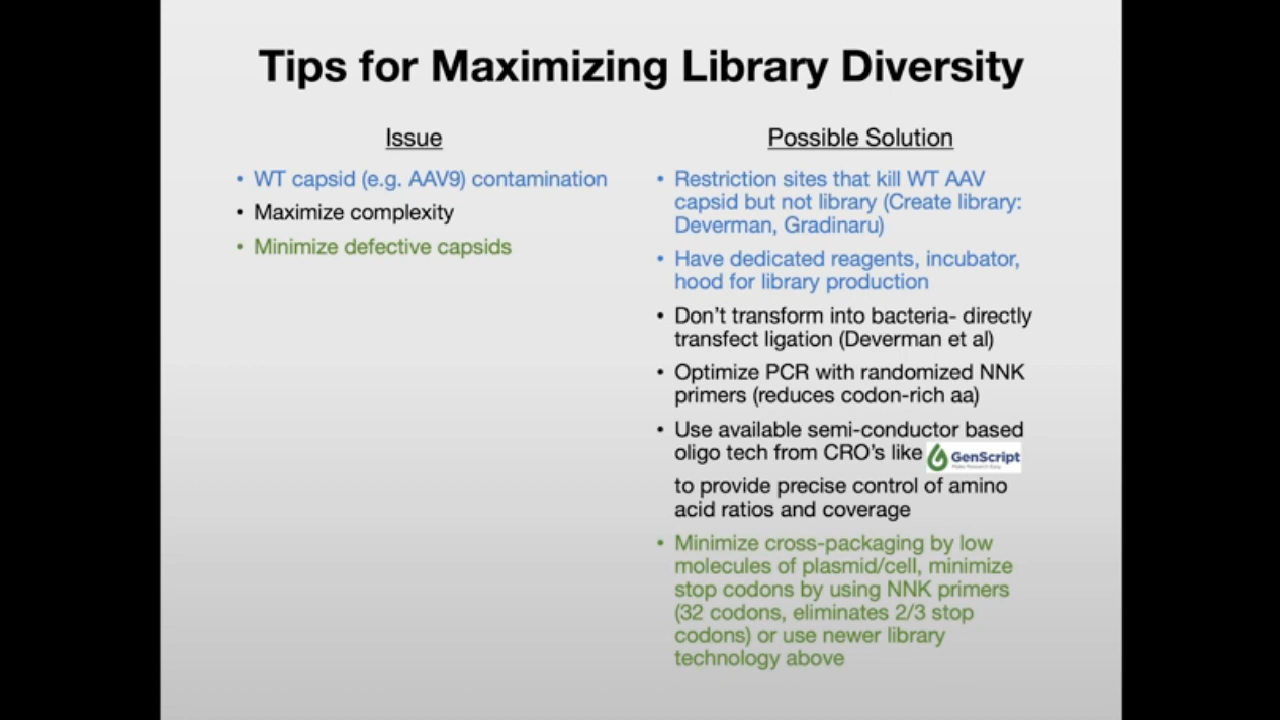 Tips for Maximizing Library Diversity
Issue
• WT capsid (e.g. AAV9) contamination
• Maximize complexity
• Minimize defective capsids
Possible Solution
• Restriction sites that kill WT AAV
capsid but not library (Create library:
Deverman, Gradinaru)
• Have dedicated reagents, incubator,
hood for library production
• Don't transform into bacteria- directly
transfect ligation (Deverman et al)
• Optimize PCR with randomized NNK
primers (reduces codon-rich aa)
• Use available semi-conductor based
oligo tech from CRO's like GenScript
Make Research Easy
to provide precise control of amino
acid ratios and coverage
• Minimize cross-packaging by low
molecules of plasmid/cell, minimize
stop codons by using NNK primers
(32 codons, eliminates 2/3 stop
codons) or use newer library
technology above